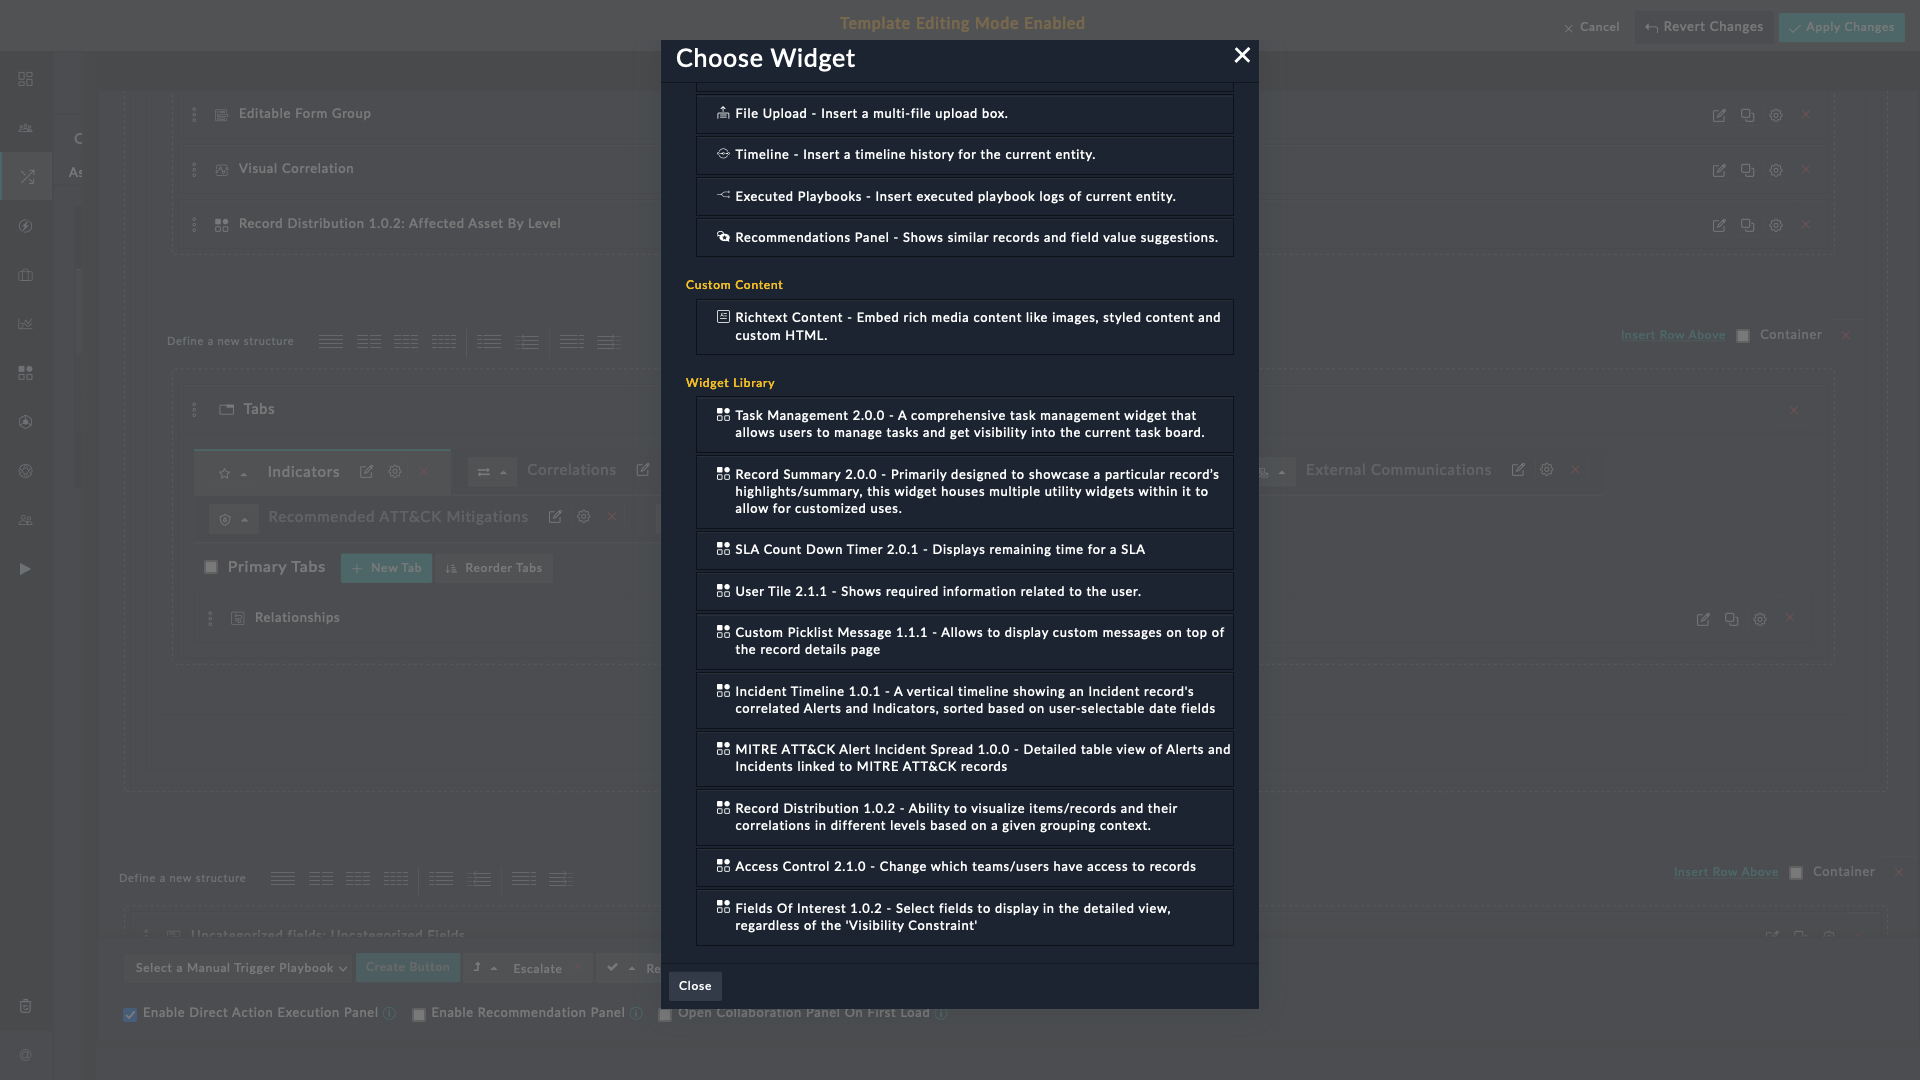 Template Editing Mode Enabled
Cancel
Revert Changes
Apply Changes
Choose Widget
Editable Form Group
Visual Correlation
Record Distribution 1.0.2: Affected Asset By Level
File Upload - Insert a multi-file upload box.
Timeline - Insert a timeline history for the current entity.
Executed Playbooks - Insert executed playbook logs of current entity.
Recommendations Panel - Shows similar records and field value suggestions.
Custom Content
Richtext Content - Embed rich media content like images, styled content and
custom HTML.
Define a new structure
Insert Row Above
Container
Widget Library
Tabs
Indicators
Correlations
External Communications
Recommended ATT&CK Mitigations
Primary Tabs
New Tab
Reorder Tabs
Relationships
Task Management 2.0.0 - A comprehensive task management widget that
allows users to manage tasks and get visibility into the current task board.
Record Summary 2.0.0 - Primarily designed to showcase a particular record's
highlights/summary, this widget houses multiple utility widgets within it to
allow for customized uses.
SLA Count Down Timer 2.0.1 - Displays remaining time for a SLA
User Tile 2.1.1 - Shows required information related to the user.
Custom Picklist Message 1.1.1 - Allows to display custom messages on top of
the record details page
Incident Timeline 1.0.1 - A vertical timeline showing an Incident record's
correlated Alerts and Indicators, sorted based on user-selectable date fields
MITRE ATT&CK Alert Incident Spread 1.0.0 - Detailed table view of Alerts and
Incidents linked to MITRE ATT&CK records
Record Distribution 1.0.2 - Ability to visualize items/records and their
correlations in different levels based on a given grouping context.
Access Control 2.1.0 - Change which teams/users have access to records
Fields Of Interest 1.0.2 - Select fields to display in the detailed view,
regardless of the 'Visibility Constraint'
Define a new structure
Insert Row Above
Container
Uncategorized fields: Uncategorized Fields
Select a Manual Trigger Playbook
Create Button
Escalate
Close
Enable Direct Action Execution Panel
Enable Recommendation Panel
Open Collaboration Panel On First Load